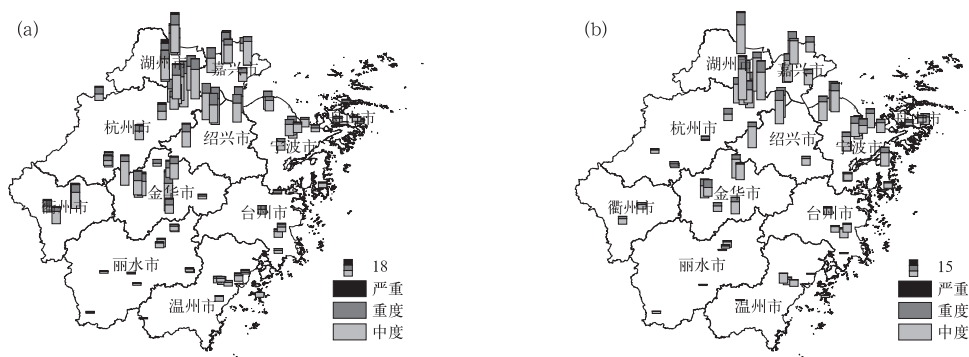 (a)
湖州市
嘉兴市
杭州市
绍兴市
宁波市
金华市
衢州市
台州市
丽水市
温州市
18
严重
重度
中度
(b)
湖州市
嘉兴市
杭州市
绍兴市
宁波市
金华市
衢州市
台州市
丽水市
温州市
15
严重
重度
中度